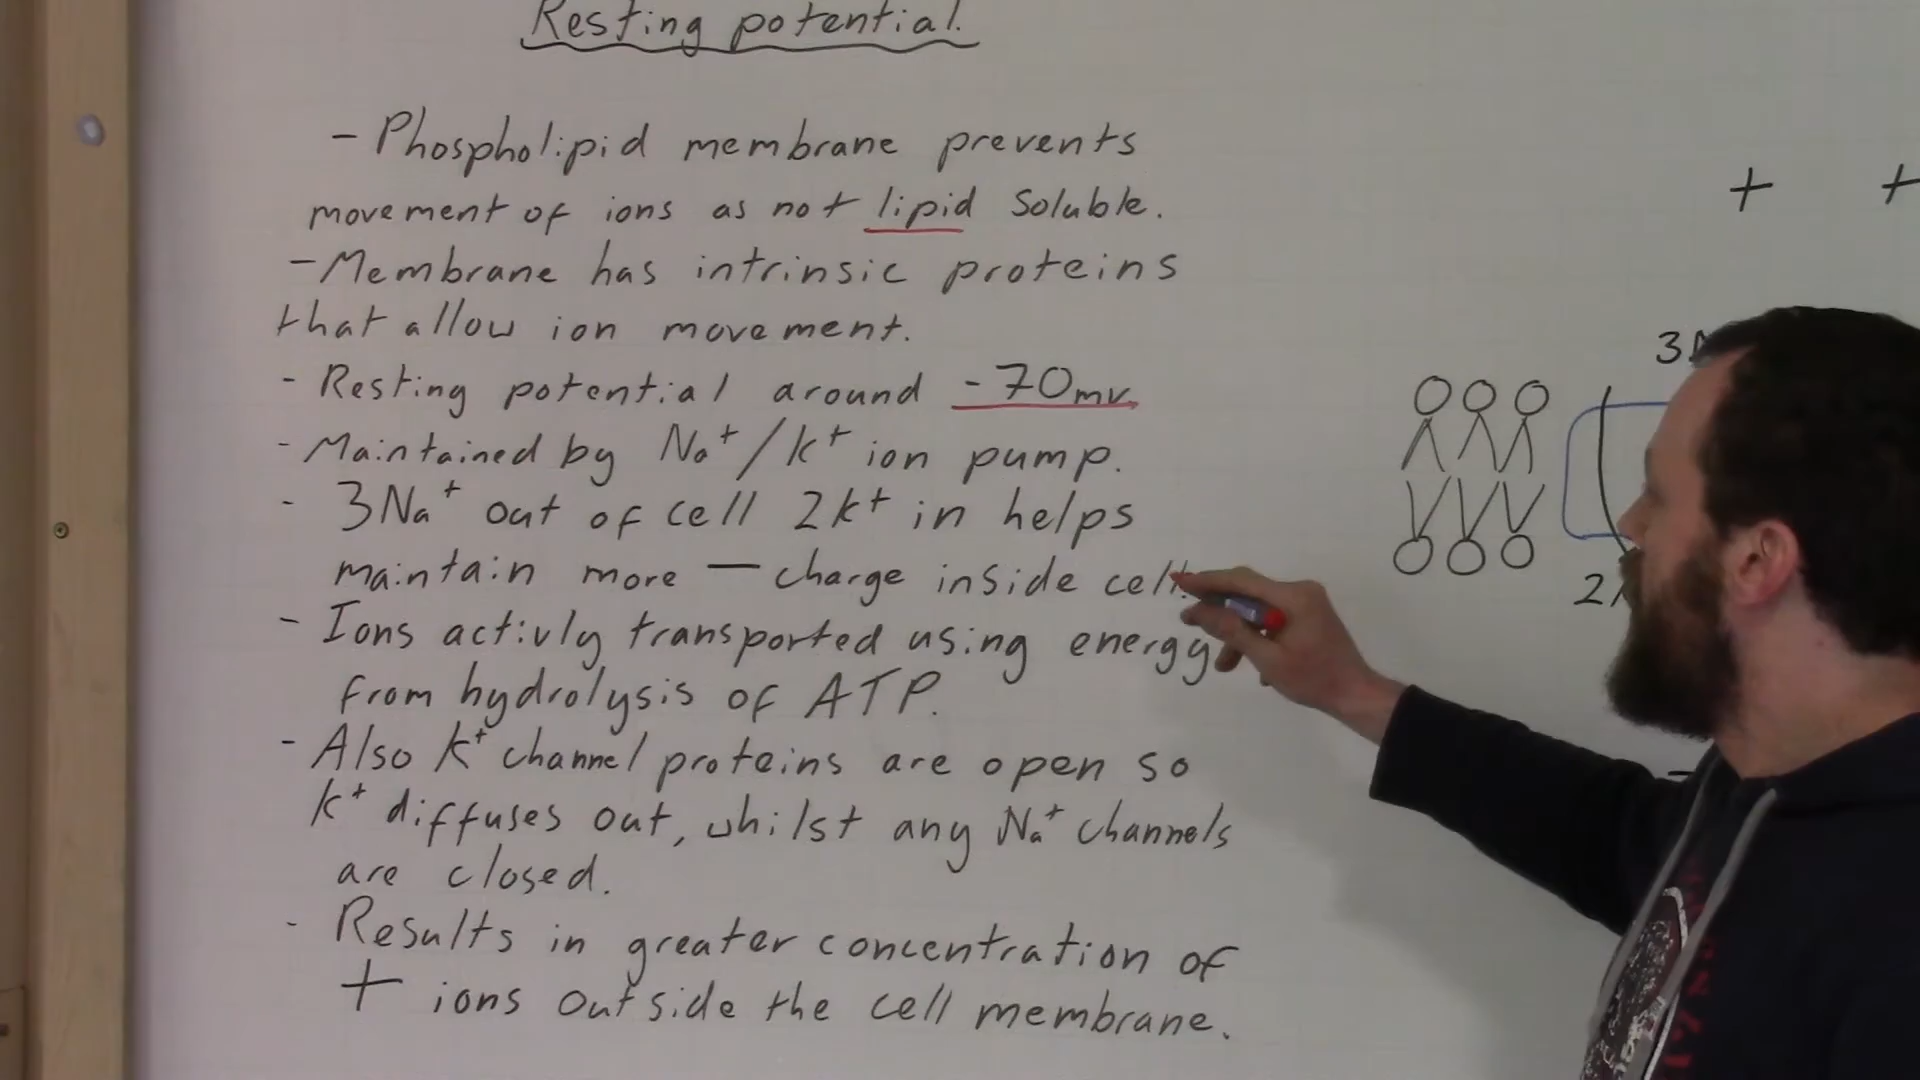 Resting potential.
- Phospholipid membrane prevents
movement of ions as not lipid soluble.
- Membrane has intrinsic proteins
that allow ion movement.
- Resting potential around -70mv
- Maintained by Na+/K+ ion pump.
- 3Na+ out of cell 2K+ in helps
maintain more — charge inside cell.
- Ions activly transported using energy
from hydrolysis of ATP.
- Also K+ channel proteins are open so
K+ diffuses out, whilst any Na+ channels
are closed.
- Results in greater concentration of
+ ions outside the cell membrane.
+ +
3
2